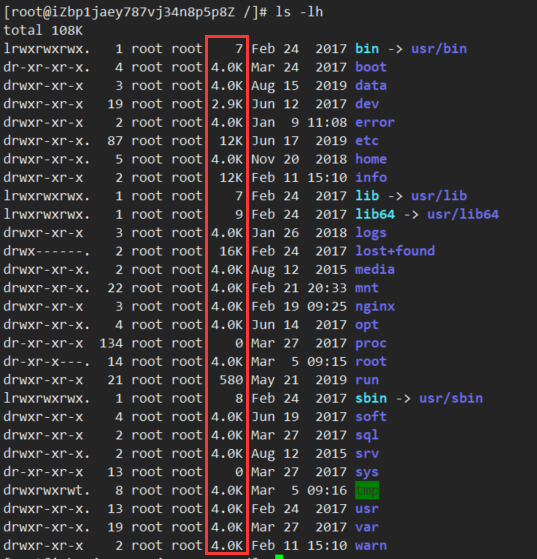 [root@iZbp1jaey787vj34n8p5p8Z /]# ls -lh
total 108K
lrwxrwxrwx.   1 root root    7 Feb 24  2017 bin -> usr/bin
dr-xr-xr-x.   4 root root 4.0K Mar 24  2017 boot
drwxr-xr-x    3 root root 4.0K Aug 15  2019 data
drwxr-xr-x   19 root root 2.9K Jun 12  2017 dev
drwxr-xr-x    2 root root 4.0K Jan  9 11:08 error
drwxr-xr-x.  87 root root  12K Jun 17  2019 etc
drwxr-xr-x.   5 root root 4.0K Nov 20  2018 home
drwxr-xr-x    2 root root  12K Feb 11 15:10 info
lrwxrwxrwx.   1 root root    7 Feb 24  2017 lib -> usr/lib
lrwxrwxrwx.   1 root root    9 Feb 24  2017 lib64 -> usr/lib64
drwxr-xr-x    3 root root 4.0K Jan 26  2018 logs
drwx------.   2 root root  16K Feb 24  2017 lost+found
drwxr-xr-x.   2 root root 4.0K Aug 12  2015 media
drwxr-xr-x.  22 root root 4.0K Feb 21 20:33 mnt
drwxr-xr-x    3 root root 4.0K Feb 19 09:25 nginx
drwxr-xr-x.   4 root root 4.0K Jun 14  2017 opt
dr-xr-xr-x  134 root root    0 Mar 27  2017 proc
dr-xr-x---.  14 root root 4.0K Mar  5 09:15 root
drwxr-xr-x   21 root root  580 May 21  2019 run
lrwxrwxrwx.   1 root root    8 Feb 24  2017 sbin -> usr/sbin
drwxr-xr-x    4 root root 4.0K Jun 19  2017 soft
drwxr-xr-x    2 root root 4.0K Mar 27  2017 sql
drwxr-xr-x.   2 root root 4.0K Aug 12  2015 srv
dr-xr-xr-x   13 root root    0 Mar 27  2017 sys
drwxrwxrwt.   8 root root 4.0K Mar  5 09:16 tmp
drwxr-xr-x.  13 root root 4.0K Feb 24  2017 usr
drwxr-xr-x.  19 root root 4.0K Mar 27  2017 var
drwxr-xr-x    2 root root 4.0K Feb 11 15:10 warn